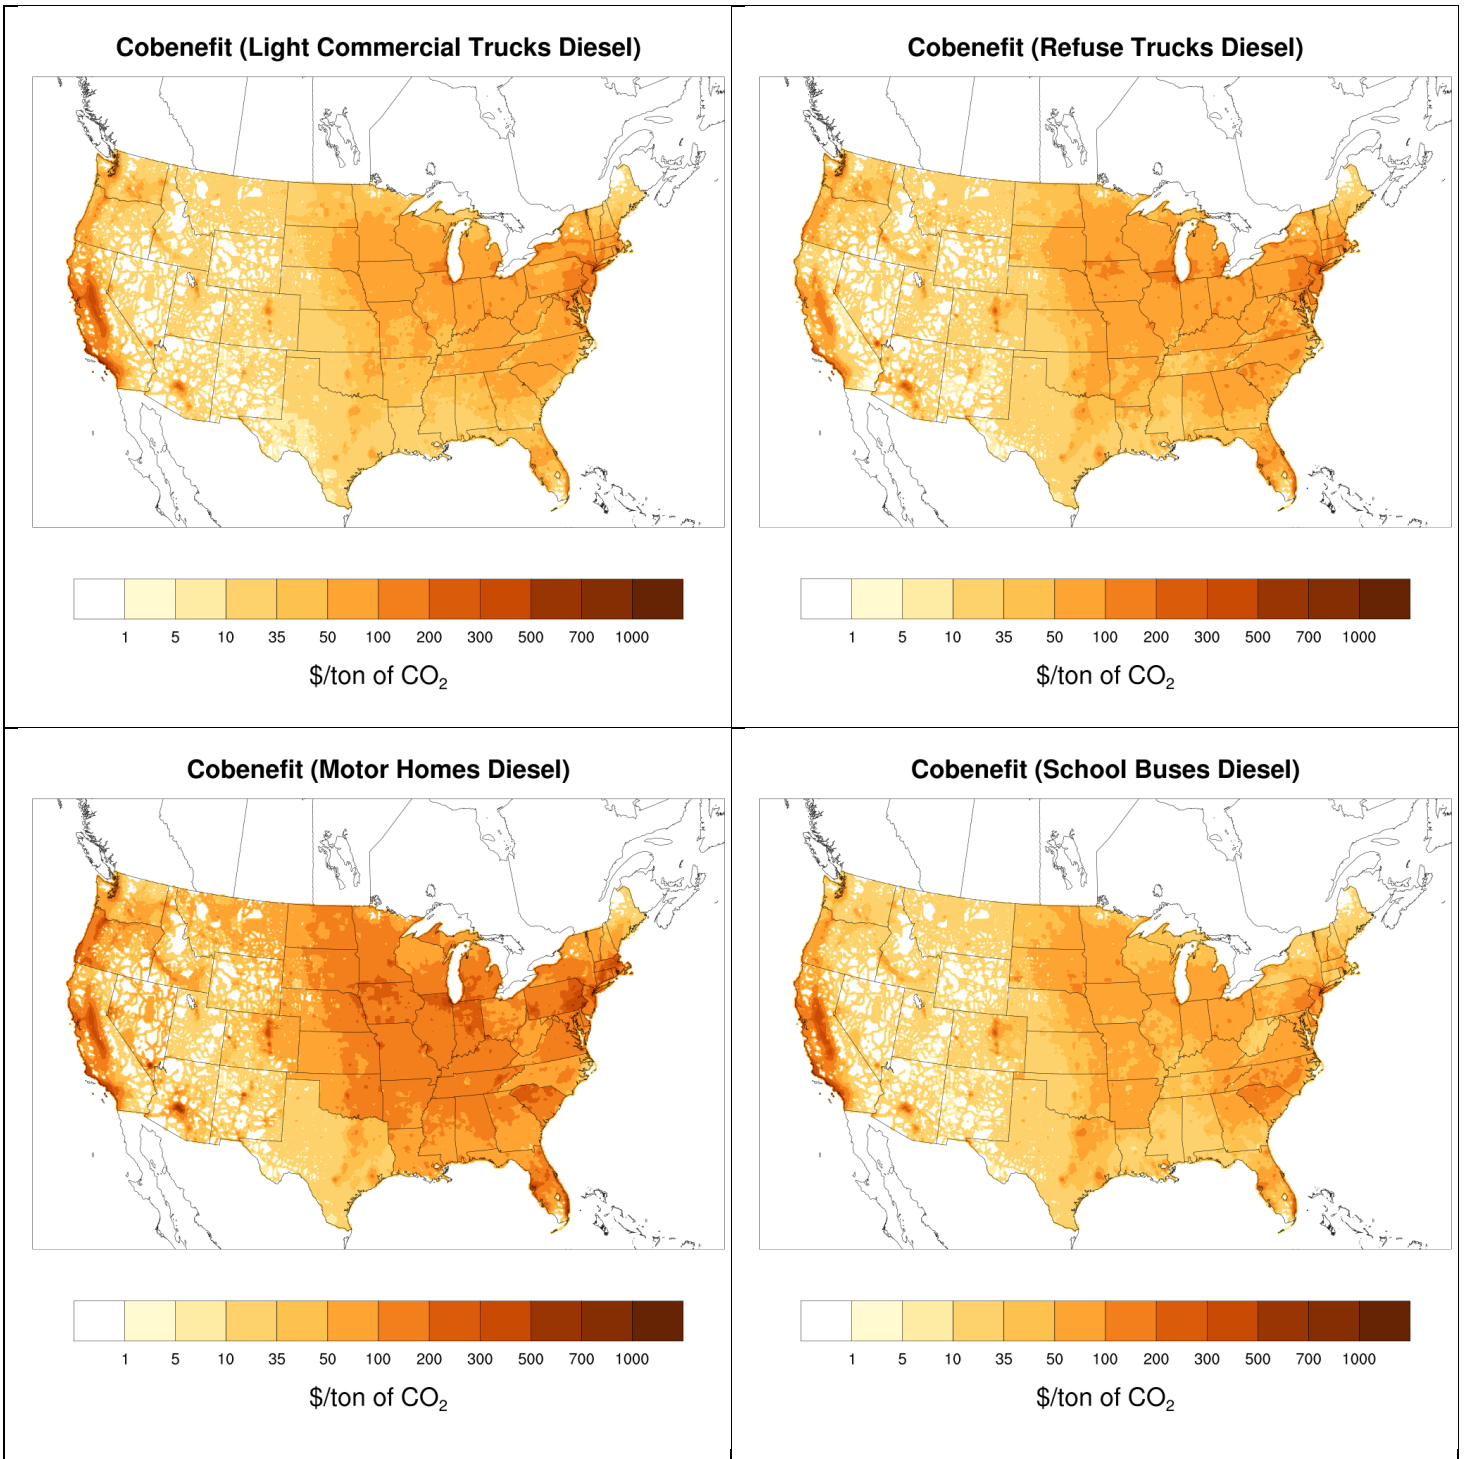 Cobenefit (Light Commercial Trucks Diesel)
1 5 10 35 50 100 200 300 500 700 1000
$/ton of CO₂
Cobenefit (Refuse Trucks Diesel)
1 5 10 35 50 100 200 300 500 700 1000
$/ton of CO₂
Cobenefit (Motor Homes Diesel)
1 5 10 35 50 100 200 300 500 700 1000
$/ton of CO₂
Cobenefit (School Buses Diesel)
1 5 10 35 50 100 200 300 500 700 1000
$/ton of CO₂